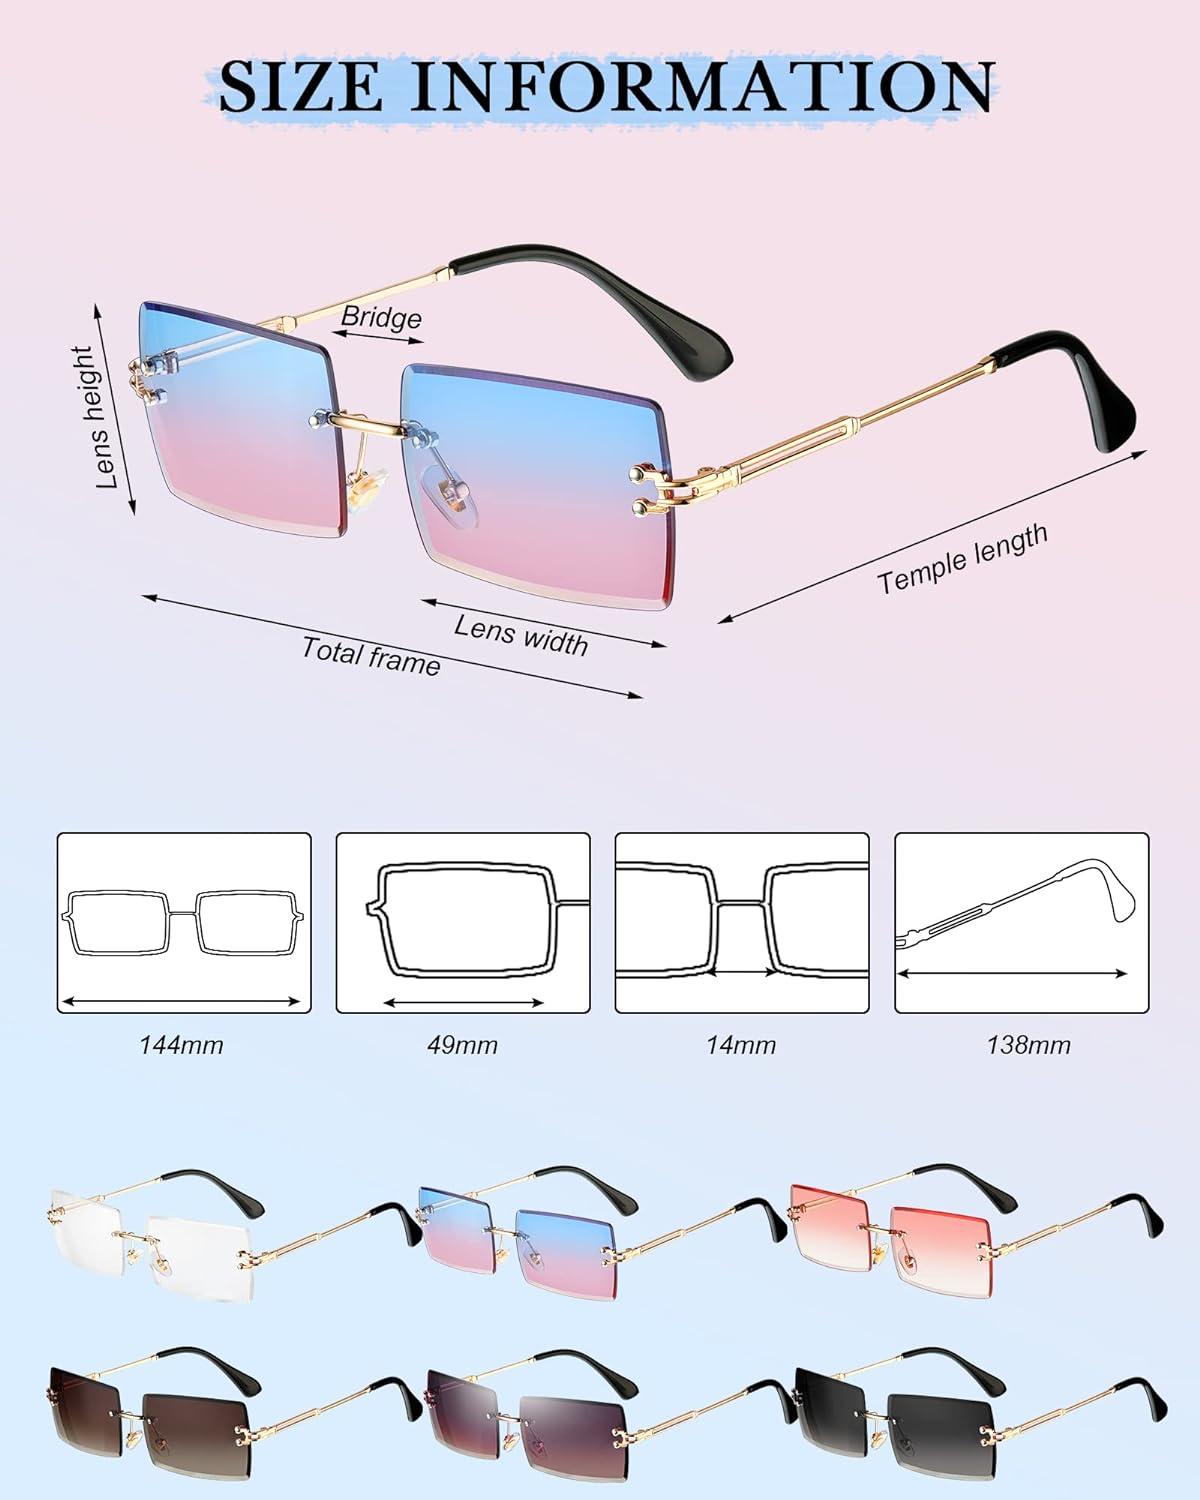 SIZE INFORMATION
Bridge
Lens height
Temple length
Lens width
Total frame
144mm
49mm
14mm
138mm